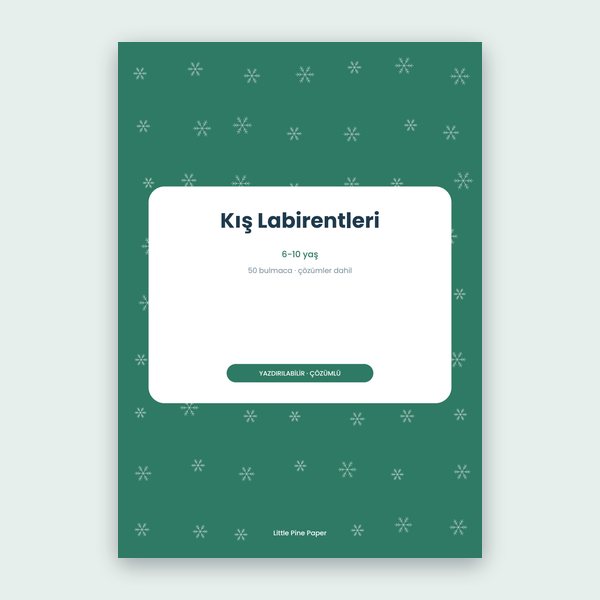 Kış Labirentleri
6-10 yaş
50 bulmaca · çözümler dahil
YAZDIRILABİLİR · ÇÖZÜMLÜ
Little Pine Paper